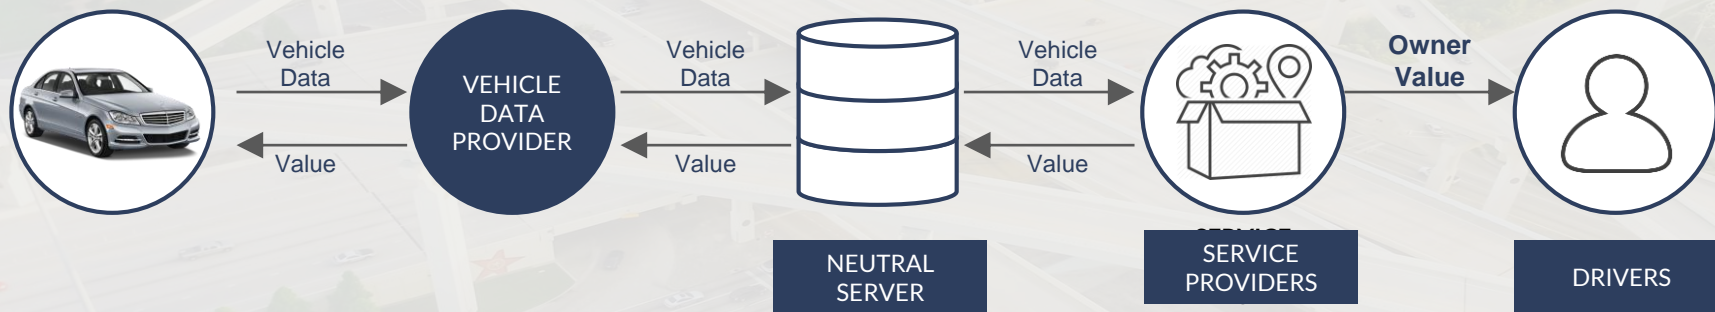 Vehicle
Data
Value
VEHICLE
DATA
PROVIDER
Vehicle
Data
Value
NEUTRAL
SERVER
Vehicle
Data
Value
SERVICE
PROVIDERS
Owner
Value
DRIVERS